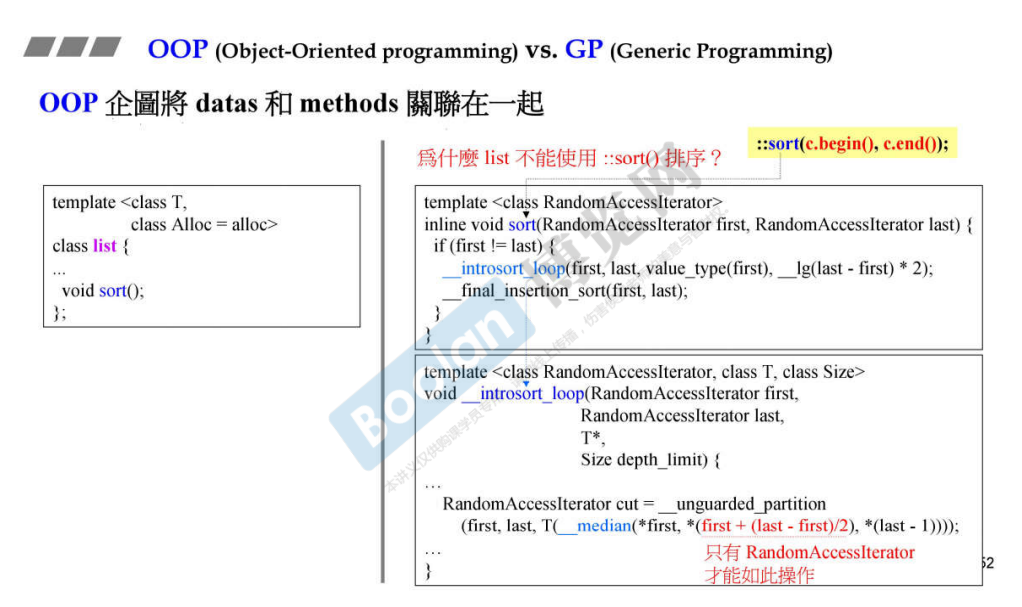 OOP (Object-Oriented programming) vs. GP (Generic Programming)
OOP 企圖將 datas 和 methods 關聯在一起
template <class T,
class Alloc = alloc>
class list {
...
void sort();
};
為什麼 list 不能使用 ::sort() 排序？
::sort(c.begin(), c.end());
template <class RandomAccessIterator>
inline void sort(RandomAccessIterator first, RandomAccessIterator last) {
if (first != last) {
__introsort_loop(first, last, value_type(first), __lg(last - first) * 2);
__final_insertion_sort(first, last);
}
}
template <class RandomAccessIterator, class T, class Size>
void __introsort_loop(RandomAccessIterator first,
RandomAccessIterator last,
T*,
Size depth_limit) {
…
RandomAccessIterator cut = __unguarded_partition
(first, last, T(__median(*first, *(first + (last - first)/2), *(last - 1))));
…
}
只有 RandomAccessIterator
才能如此操作
52
Boolan
博览网